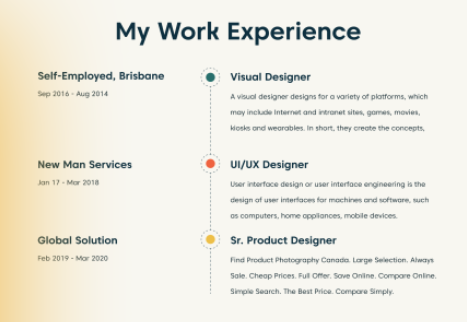 My Work Experience
Self-Employed, Brisbane
Sep 2016 - Aug 2014
Visual Designer
A visual designer designs for a variety of platforms, which
may include Internet and intranet sites, games, movies,
kiosks and wearables. In short, they create the concepts,
New Man Services
Jan 17 - Mar 2018
UI/UX Designer
User interface design or user interface engineering is the
design of user interfaces for machines and software, such
as computers, home appliances, mobile devices.
Global Solution
Feb 2019 - Mar 2020
Sr. Product Designer
Find Product Photography Canada. Large Selection. Always
Sale. Cheap Prices. Full Offer. Save Online. Compare Online.
Simple Search. The Best Price. Compare Simply.